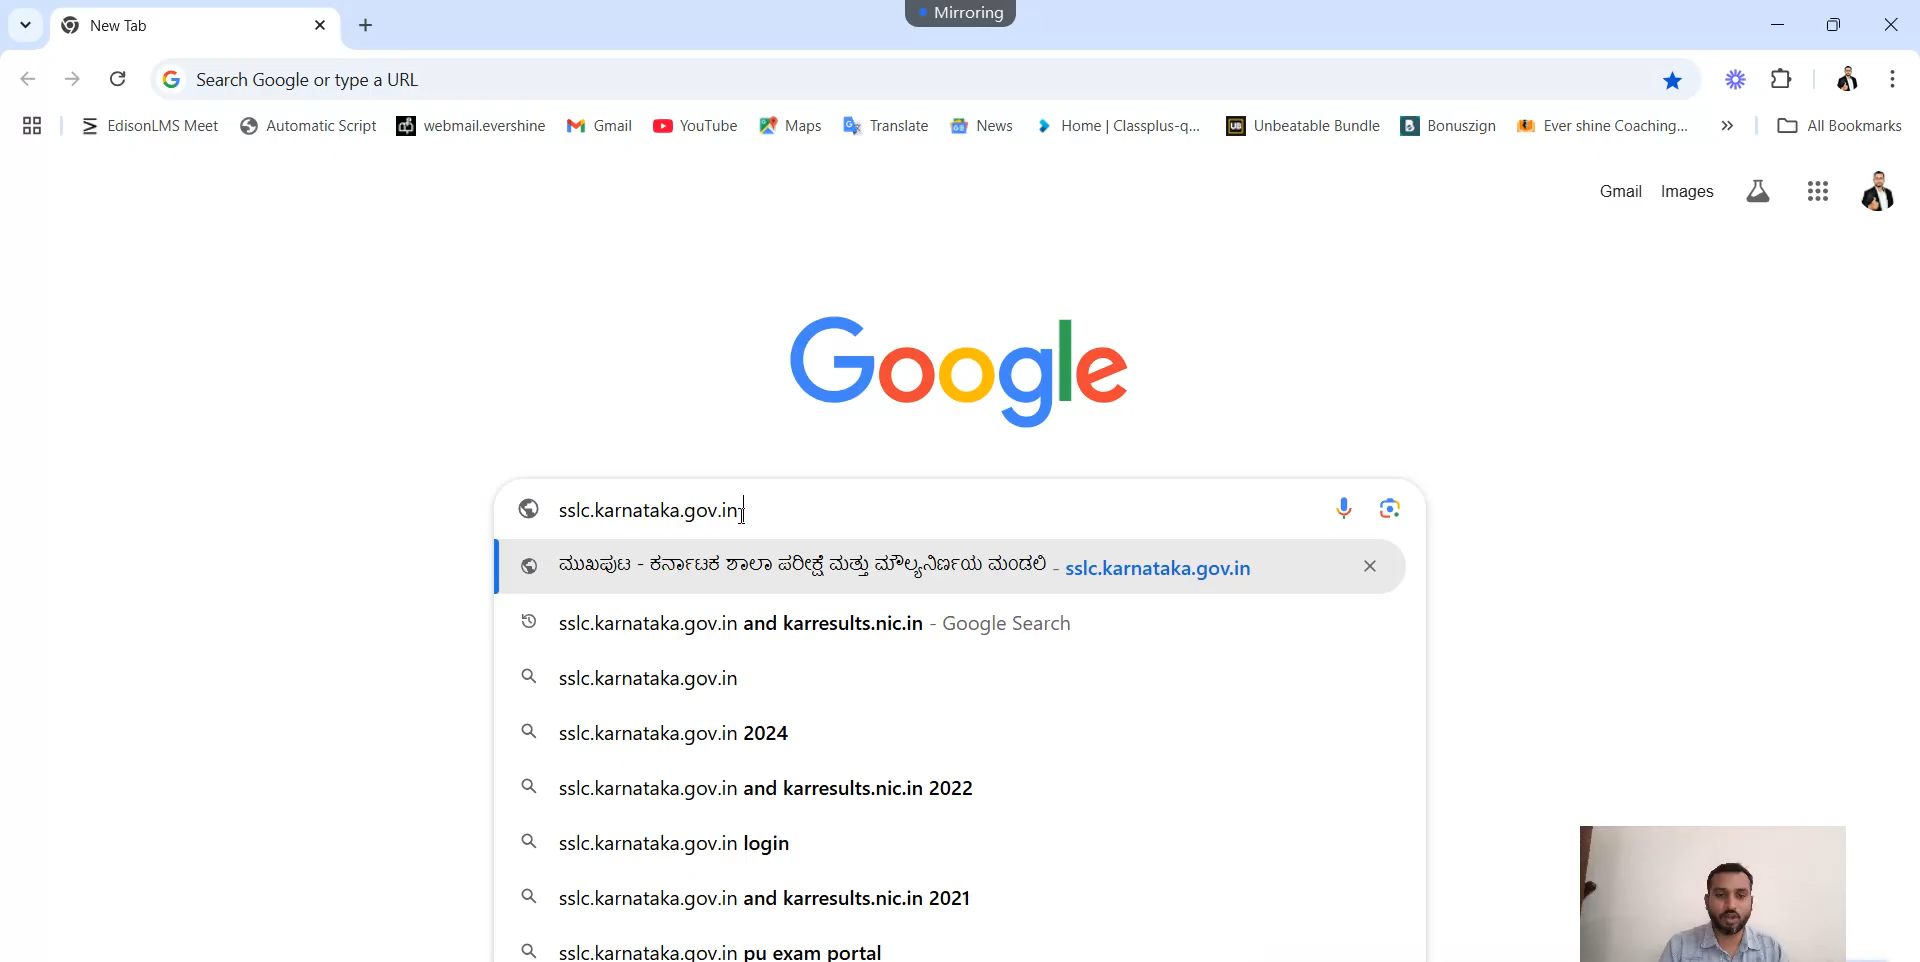 New Tab
Mirroring
Search Google or type a URL
EdisonLMS Meet Automatic Script webmail.evershine Gmail YouTube Maps Translate News Home | Classplus-q... Unbeatable Bundle Bonuszign Ever shine Coaching... All Bookmarks
Gmail Images
Google
sslc.karnataka.gov.in
ಮುಖಪುಟ - ಕರ್ನಾಟಕ ಶಾಲಾ ಪರೀಕ್ಷೆ ಮತ್ತು ಮೌಲ್ಯನಿರ್ಣಯ ಮಂಡಲಿ - sslc.karnataka.gov.in
sslc.karnataka.gov.in and karresults.nic.in - Google Search
sslc.karnataka.gov.in
sslc.karnataka.gov.in 2024
sslc.karnataka.gov.in and karresults.nic.in 2022
sslc.karnataka.gov.in login
sslc.karnataka.gov.in and karresults.nic.in 2021
sslc.karnataka.gov.in pu exam portal